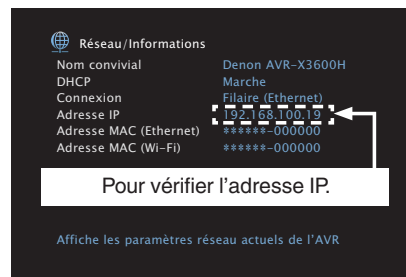 Réseau/Informations
Nom convivial Denon AVR-X3600H
DHCP Marche
Connexion Filaire (Ethernet)
Adresse IP 192.168.100.19
Adresse MAC (Ethernet) ******-000000
Adresse MAC (Wi-Fi) ******-000000
Pour vérifier l'adresse IP.
Affiche les paramètres réseau actuels de l'AVR